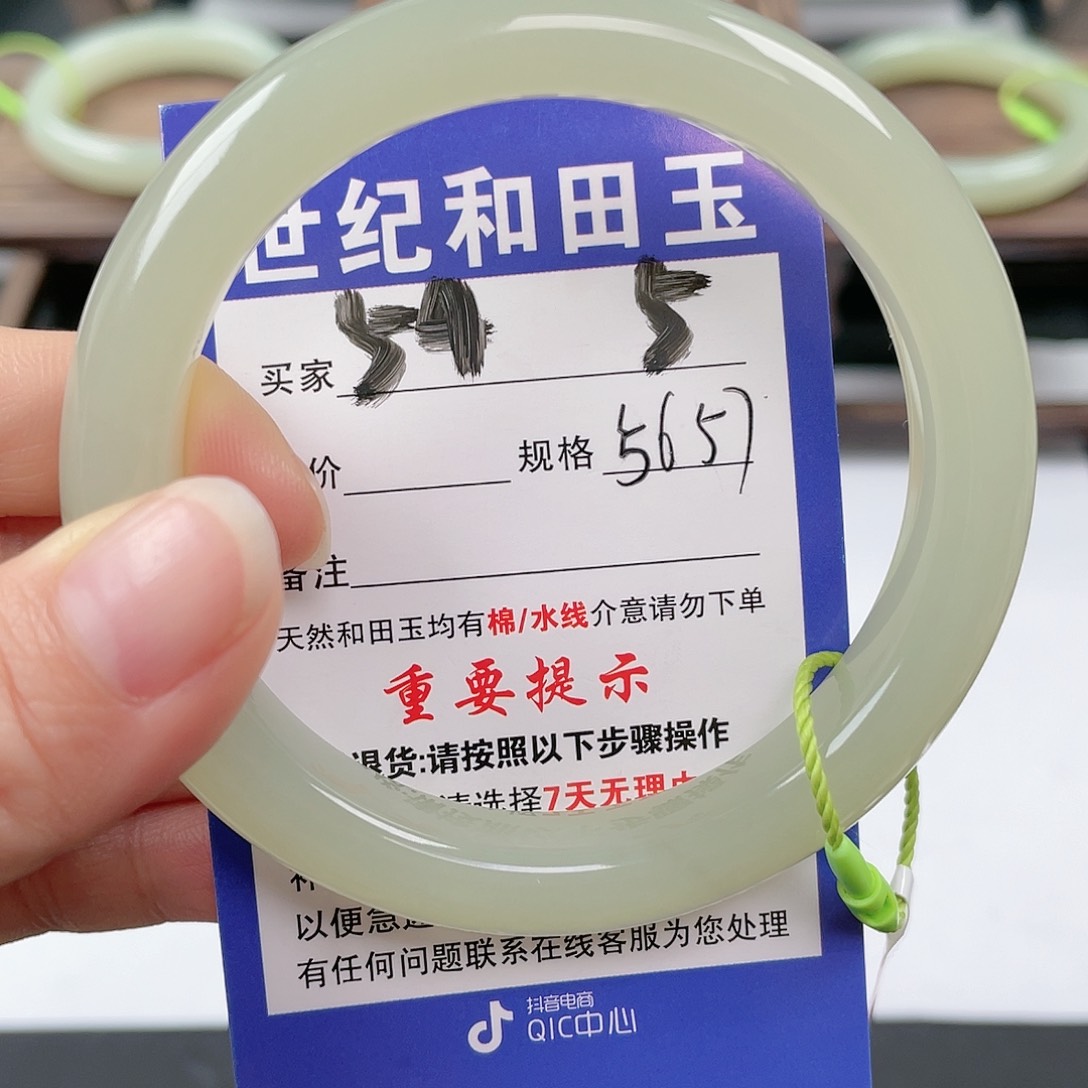 世纪和田玉
买家
价 规格 5657
备注
天然和田玉均有棉/水线介意请勿下单
重要提示
退货:请按照以下步骤操作
请选择7天无理由
以便急
有任何问题联系在线客服为您处理
抖音电商
QIC中心